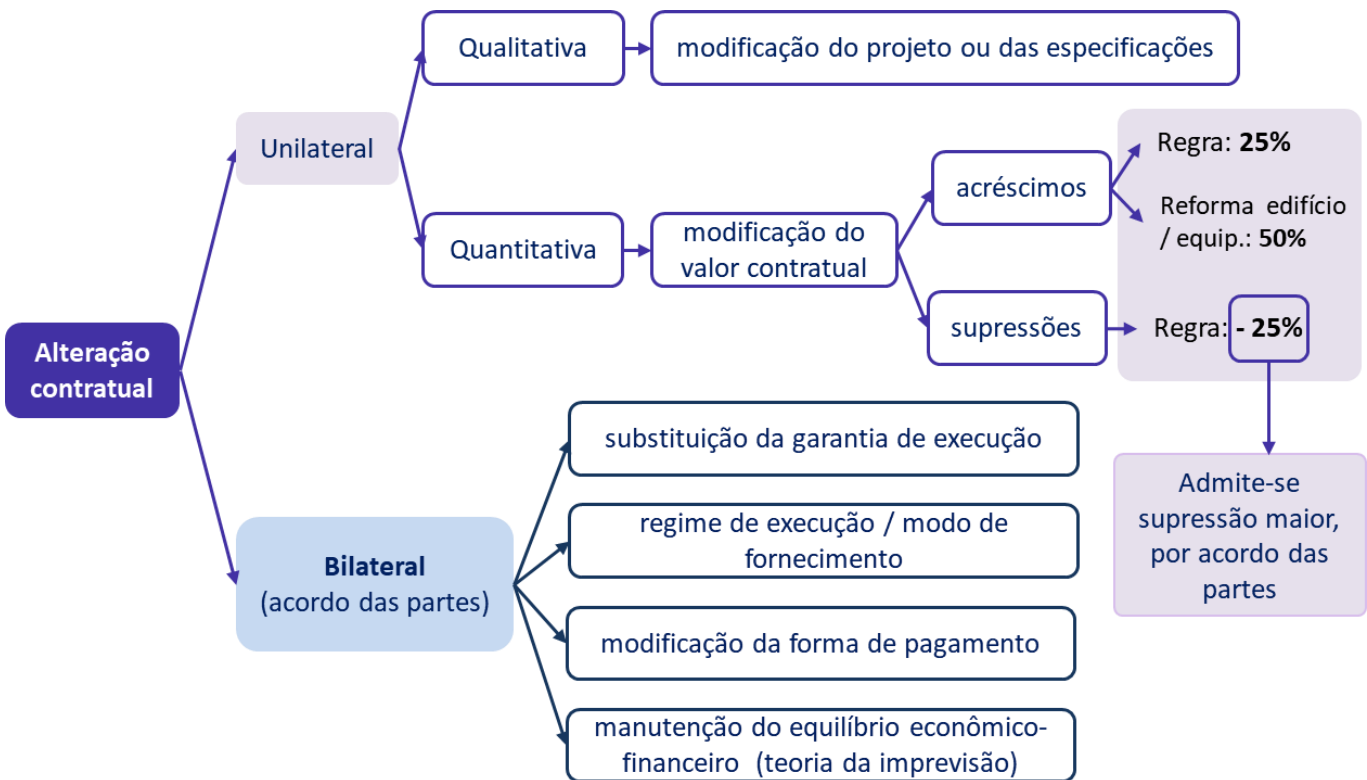 Alteração
contratual
Unilateral
Qualitativa
modificação do projeto ou das especificações
Quantitativa
modificação do
valor contratual
acréscimos
Regra: 25%
Reforma edifício
/ equip.: 50%
supressões
Regra: - 25%
Admite-se
supressão maior,
por acordo das
partes
Bilateral
(acordo das partes)
substituição da garantia de execução
regime de execução / modo de
fornecimento
modificação da forma de pagamento
manutenção do equilíbrio econômico-
financeiro (teoria da imprevisão)